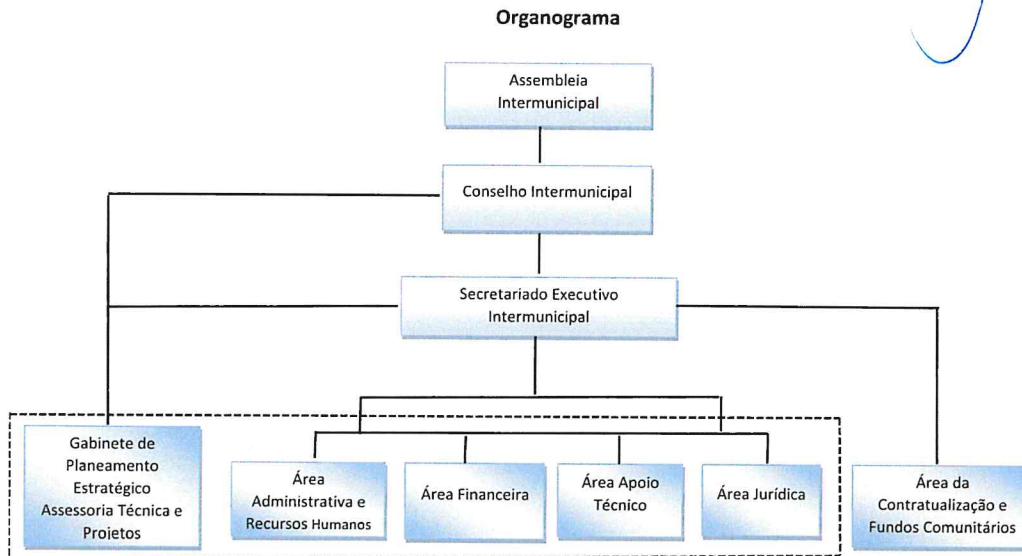 Organograma
Assembleia
Intermunicipal
Conselho Intermunicipal
Secretariado Executivo
Intermunicipal
Gabinete de
Planeamento
Estratégico
Assessoria Técnica e
Projetos
Área
Administrativa e
Recursos Humanos
Área Financeira
Área Apoio
Técnico
Área Jurídica
Área da
Contratualização e
Fundos Comunitários